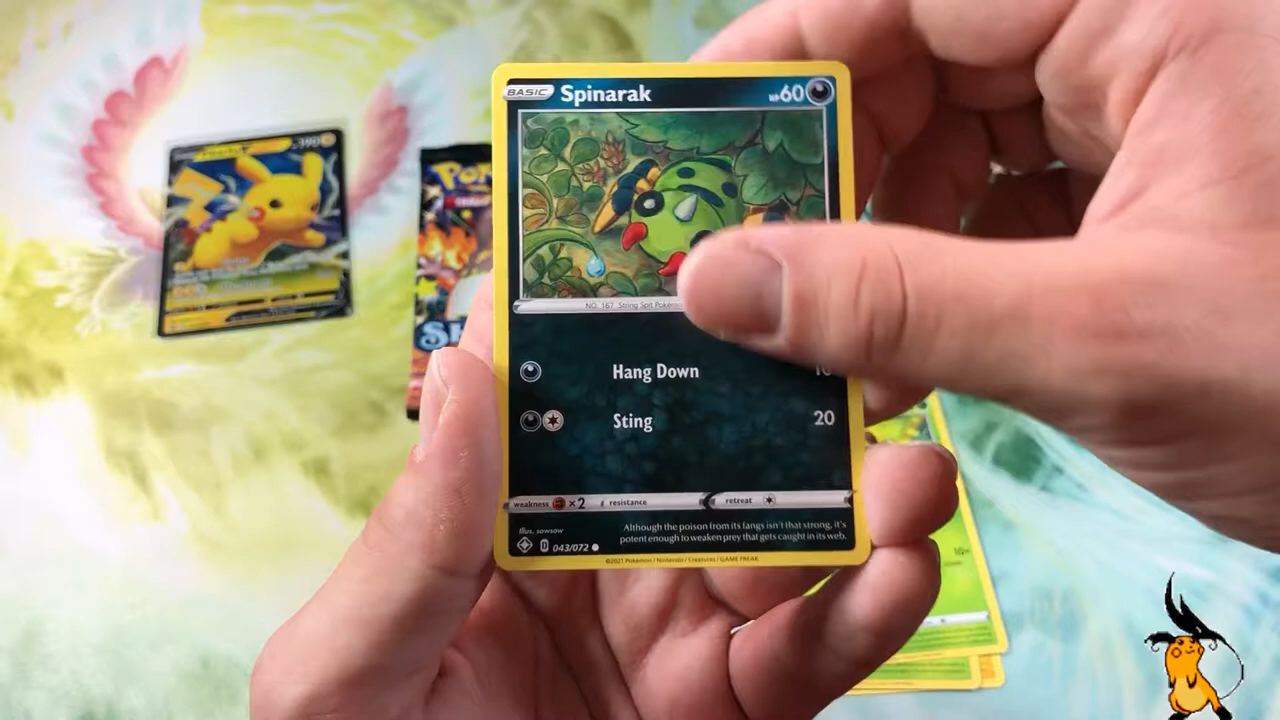 BASIC Spinarak HP60
NO. 167 String Spit Pokémon
Hang Down 10
Sting 20
weakness ×2 resistance retreat
Illus. sowsow
Although the poison from its fangs isn't that strong, it's
potent enough to weaken prey that gets caught in its web.
D 043/072
©2021 Pokémon / Nintendo / Creatures / GAME FREAK